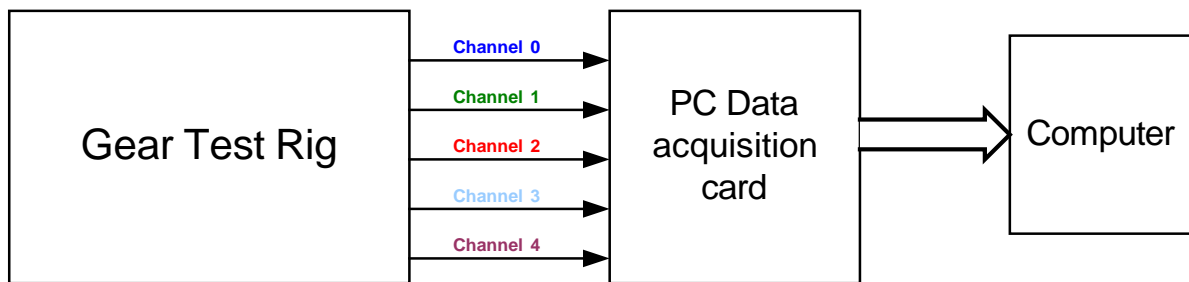 Gear Test Rig
Channel 0
Channel 1
Channel 2
Channel 3
Channel 4
PC Data
acquisition
card
Computer